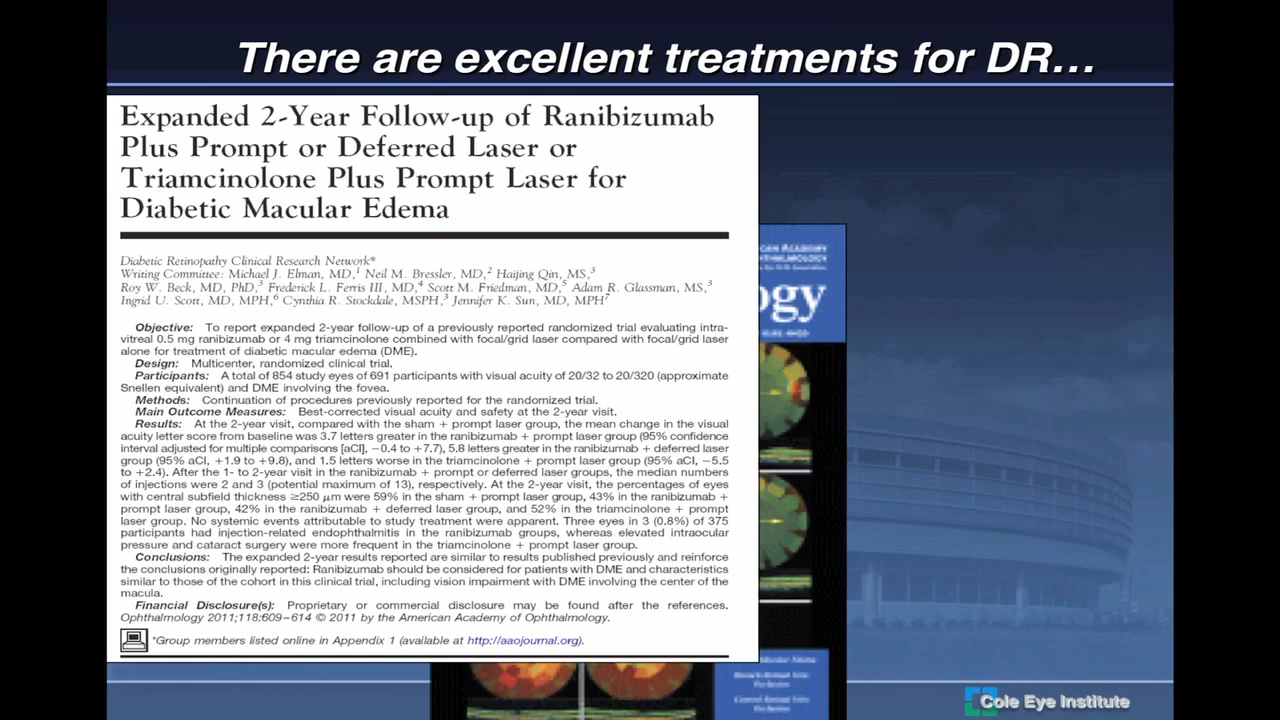 There are excellent treatments for DR...
Expanded 2-Year Follow-up of Ranibizumab
Plus Prompt or Deferred Laser or
Triamcinolone Plus Prompt Laser for
Diabetic Macular Edema
Diabetic Retinopathy Clinical Research Network*
Writing Committee: Michael J. Elman, MD,1 Neil M. Bressler, MD,2 Haijing Qin, MS,3
Roy W. Beck, MD, PhD,3 Frederick L. Ferris III, MD,4 Scott M. Friedman, MD,5 Adam R. Glassman, MS,3
Ingrid U. Scott, MD, MPH,6 Cynthia R. Stockdale, MSPH,3 Jennifer K. Sun, MD, MPH7
Objective: To report expanded 2-year follow-up of a previously reported randomized trial evaluating intra-
vitreal 0.5 mg ranibizumab or 4 mg triamcinolone combined with focal/grid laser compared with focal/grid laser
alone for treatment of diabetic macular edema (DME).
Design: Multicenter, randomized clinical trial.
Participants: A total of 854 study eyes of 691 participants with visual acuity of 20/32 to 20/320 (approximate
Snellen equivalent) and DME involving the fovea.
Methods: Continuation of procedures previously reported for the randomized trial.
Main Outcome Measures: Best-corrected visual acuity and safety at the 2-year visit.
Results: At the 2-year visit, compared with the sham + prompt laser group, the mean change in the visual
acuity letter score from baseline was 3.7 letters greater in the ranibizumab + prompt laser group (95% confidence
interval adjusted for multiple comparisons [aCI], −0.4 to +7.7), 5.8 letters greater in the ranibizumab + deferred laser
group (95% aCI, +1.9 to +9.8), and 1.5 letters worse in the triamcinolone + prompt laser group (95% aCI, −5.5
to +2.4). After the 1- to 2-year visit in the ranibizumab + prompt or deferred laser groups, the median numbers
of injections were 2 and 3 (potential maximum of 13), respectively. At the 2-year visit, the percentages of eyes
with central subfield thickness ≥250 μm were 59% in the sham + prompt laser group, 43% in the ranibizumab +
prompt laser group, 42% in the ranibizumab + deferred laser group, and 52% in the triamcinolone + prompt
laser group. No systemic events attributable to study treatment were apparent. Three eyes in 3 (0.8%) of 375
participants had injection-related endophthalmitis in the ranibizumab groups, whereas elevated intraocular
pressure and cataract surgery were more frequent in the triamcinolone + prompt laser group.
Conclusions: The expanded 2-year results reported are similar to results published previously and reinforce
the conclusions originally reported: Ranibizumab should be considered for patients with DME and characteristics
similar to those of the cohort in this clinical trial, including vision impairment with DME involving the center of the
macula.
Financial Disclosure(s): Proprietary or commercial disclosure may be found after the references.
Ophthalmology 2011;118:609–614 © 2011 by the American Academy of Ophthalmology.
*Group members listed online in Appendix 1 (available at http://aaojournal.org).
CAN ACADEMY
ogy
Cole Eye Institute